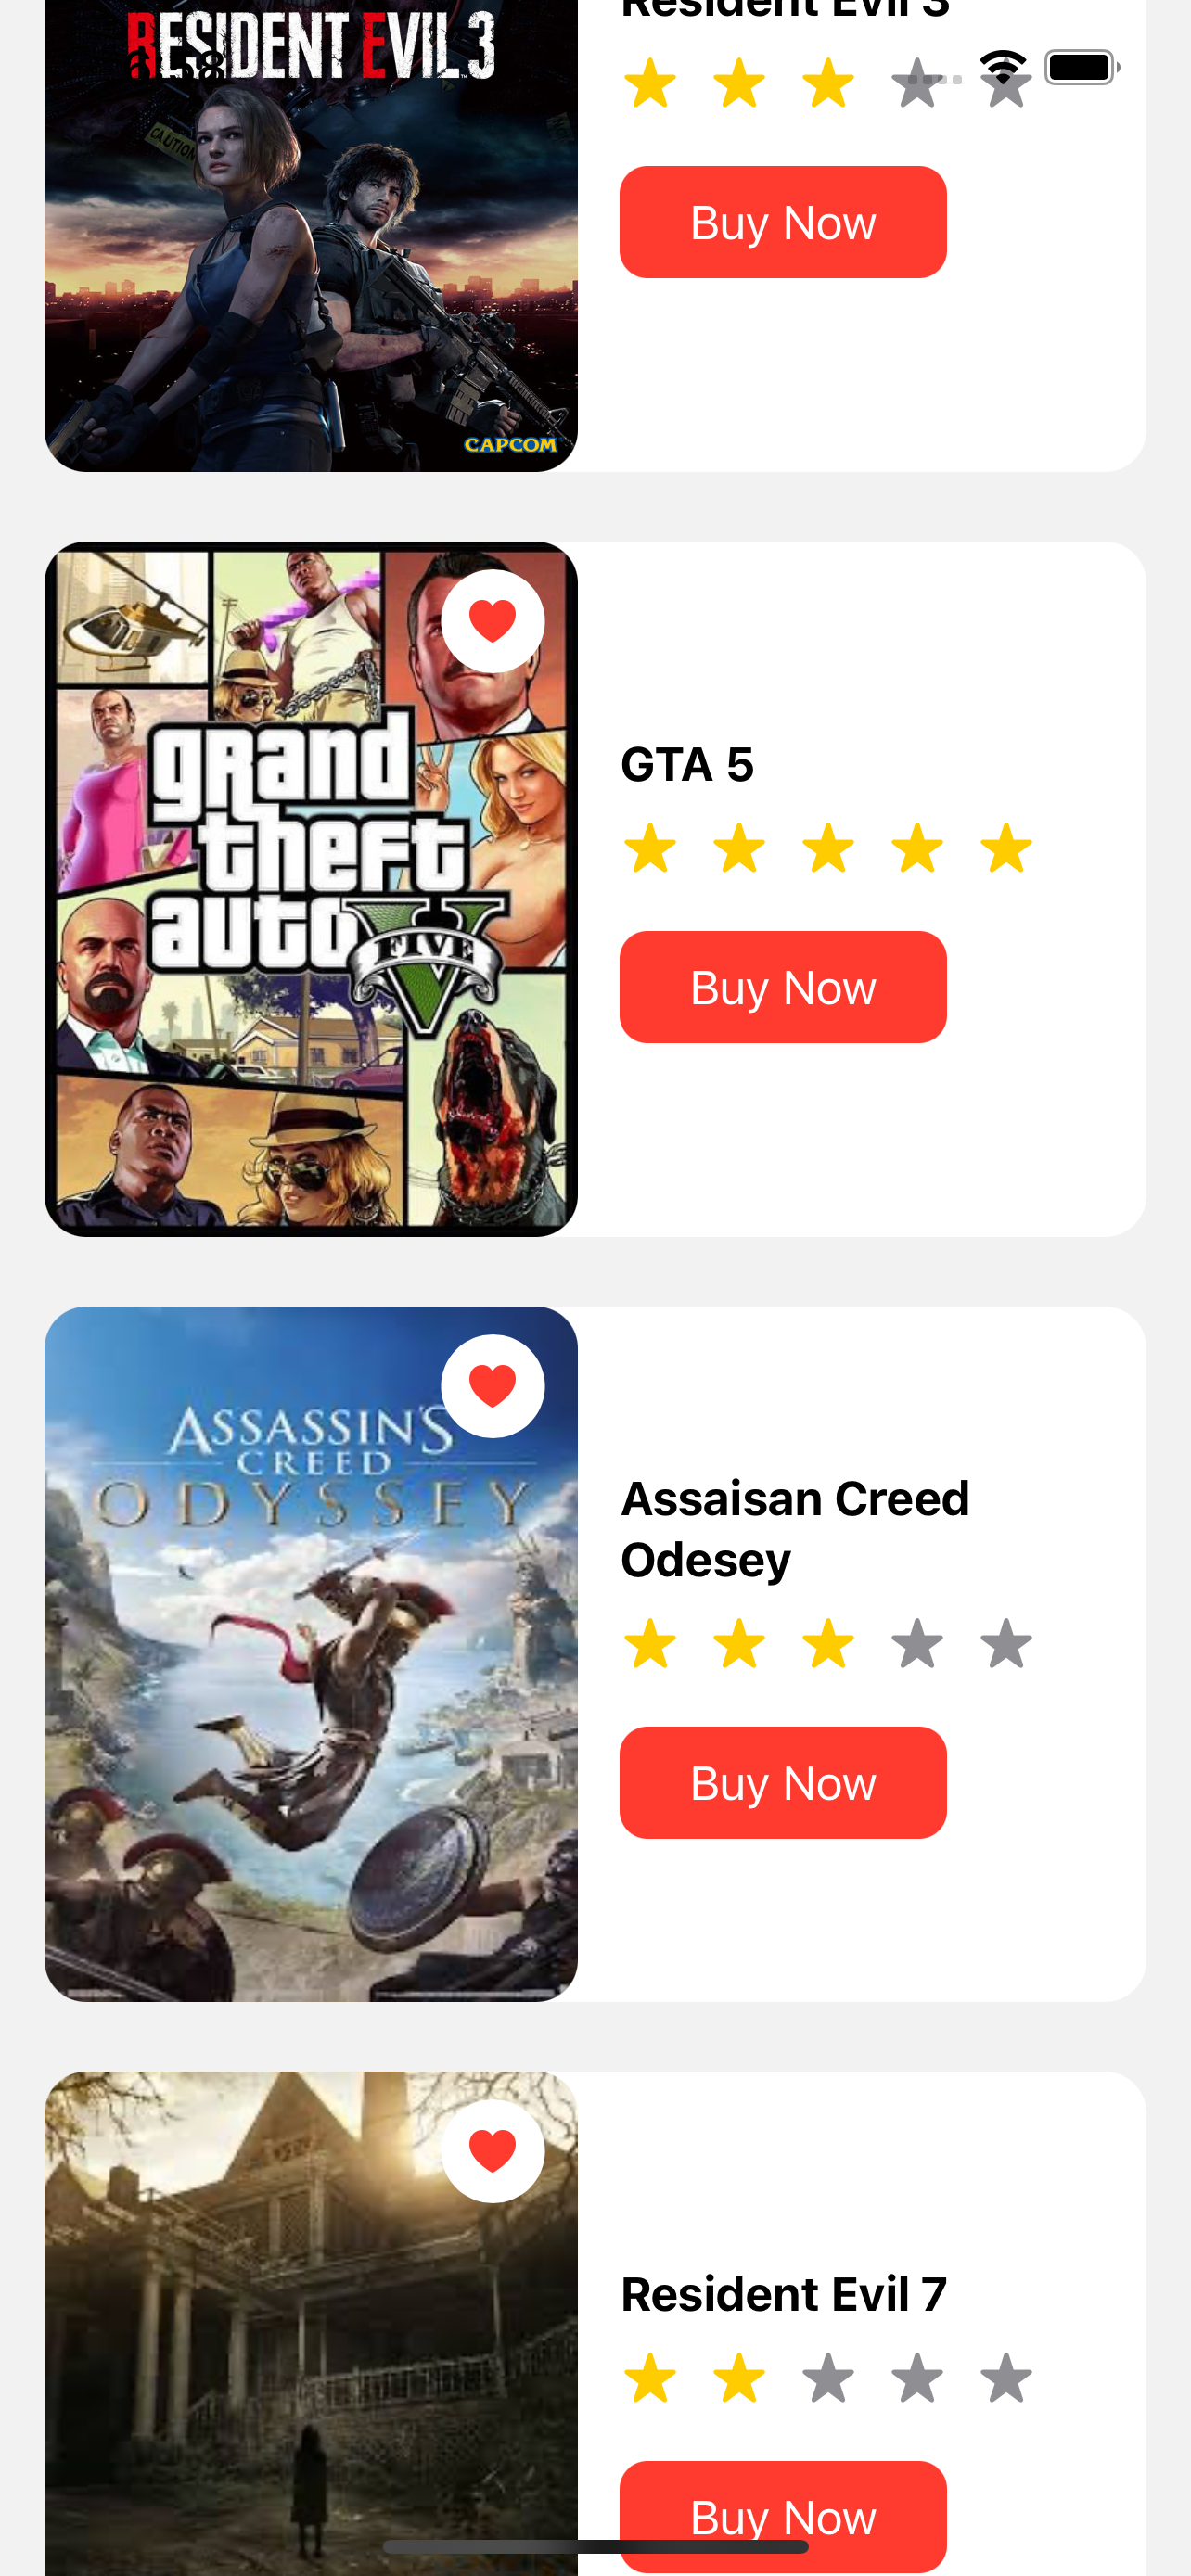 Resident Evil 3
RESIDENT EVIL 3
CAUTION
Buy Now
CAPCOM
grand
theft
auto
V
FIVE
GTA 5
Buy Now
ASSASSIN'S
CREED
ODYSSEY
Assaisan Creed
Odesey
Buy Now
Resident Evil 7
Buy Now